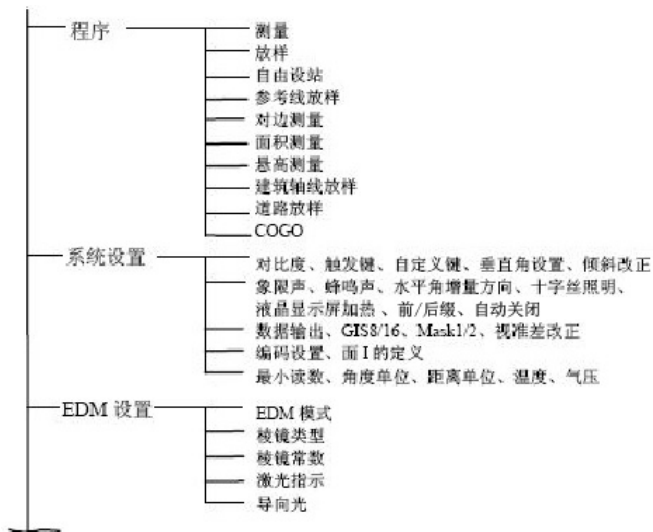 程序
测量
放样
自由设站
参考线放样
对边测量
面积测量
悬高测量
建筑轴线放样
道路放样
COGO
系统设置
对比度、触发键、自定义键、垂直角设置、倾斜改正
象限声、蜂鸣声、水平角增量方向、十字丝照明、
液晶显示屏加热、前/后缀、自动关闭
数据输出、GIS8/16、Mask1/2、视准差改正
编码设置、面 I 的定义
最小读数、角度单位、距离单位、温度、气压
EDM 设置
EDM 模式
棱镜类型
棱镜常数
激光指示
导向光